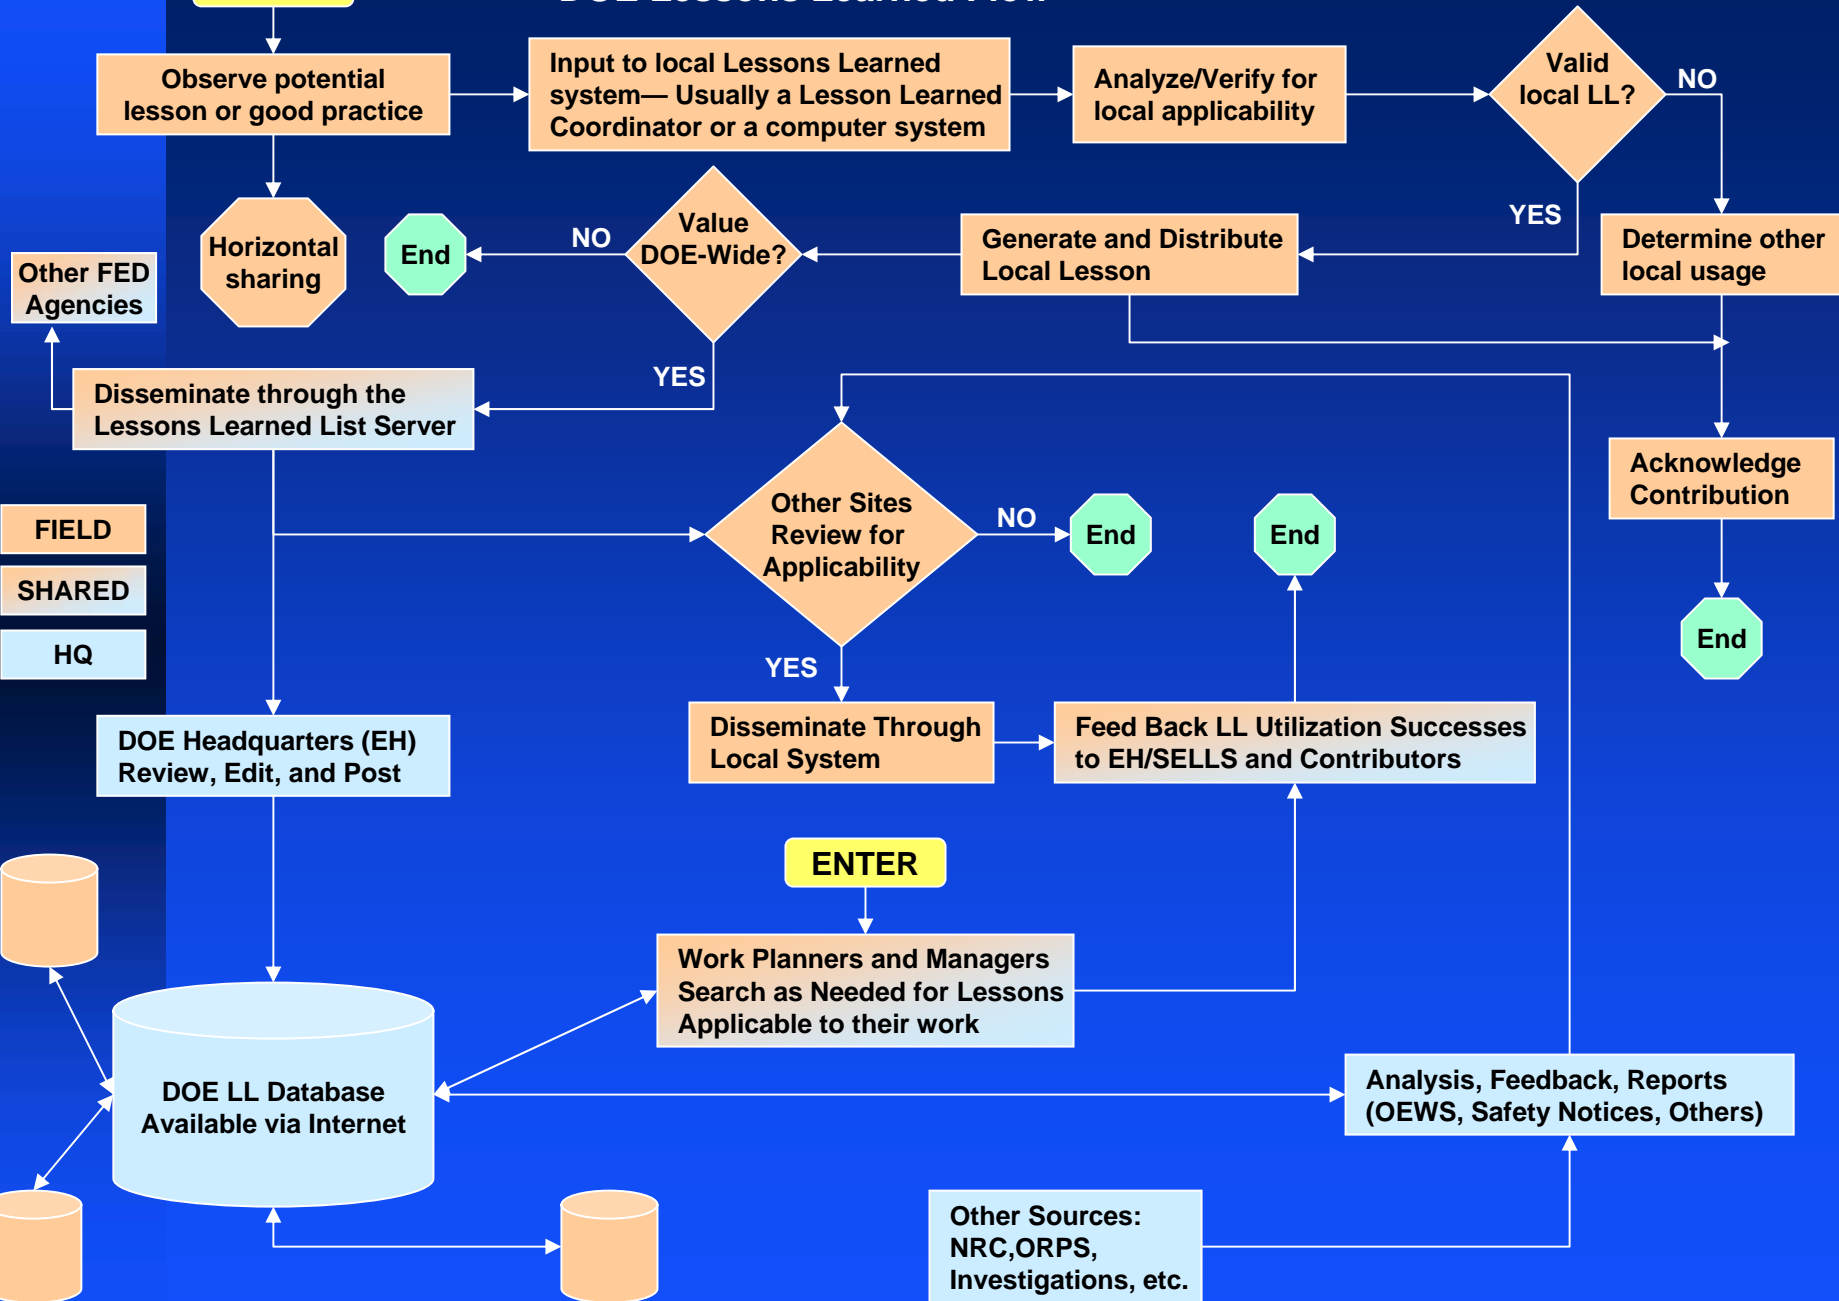 DOE Lessons Learned Flow
Observe potential
lesson or good practice
Input to local Lessons Learned
system— Usually a Lesson Learned
Coordinator or a computer system
Analyze/Verify for
local applicability
Valid
local LL?
NO
YES
Horizontal
sharing
End
NO
Value
DOE-Wide?
YES
Generate and Distribute
Local Lesson
Determine other
local usage
Other FED
Agencies
Disseminate through the
Lessons Learned List Server
Acknowledge
Contribution
End
FIELD
SHARED
HQ
Other Sites
Review for
Applicability
NO
End
End
YES
DOE Headquarters (EH)
Review, Edit, and Post
Disseminate Through
Local System
Feed Back LL Utilization Successes
to EH/SELLS and Contributors
ENTER
Work Planners and Managers
Search as Needed for Lessons
Applicable to their work
DOE LL Database
Available via Internet
Analysis, Feedback, Reports
(OEWS, Safety Notices, Others)
Other Sources:
NRC,ORPS,
Investigations, etc.